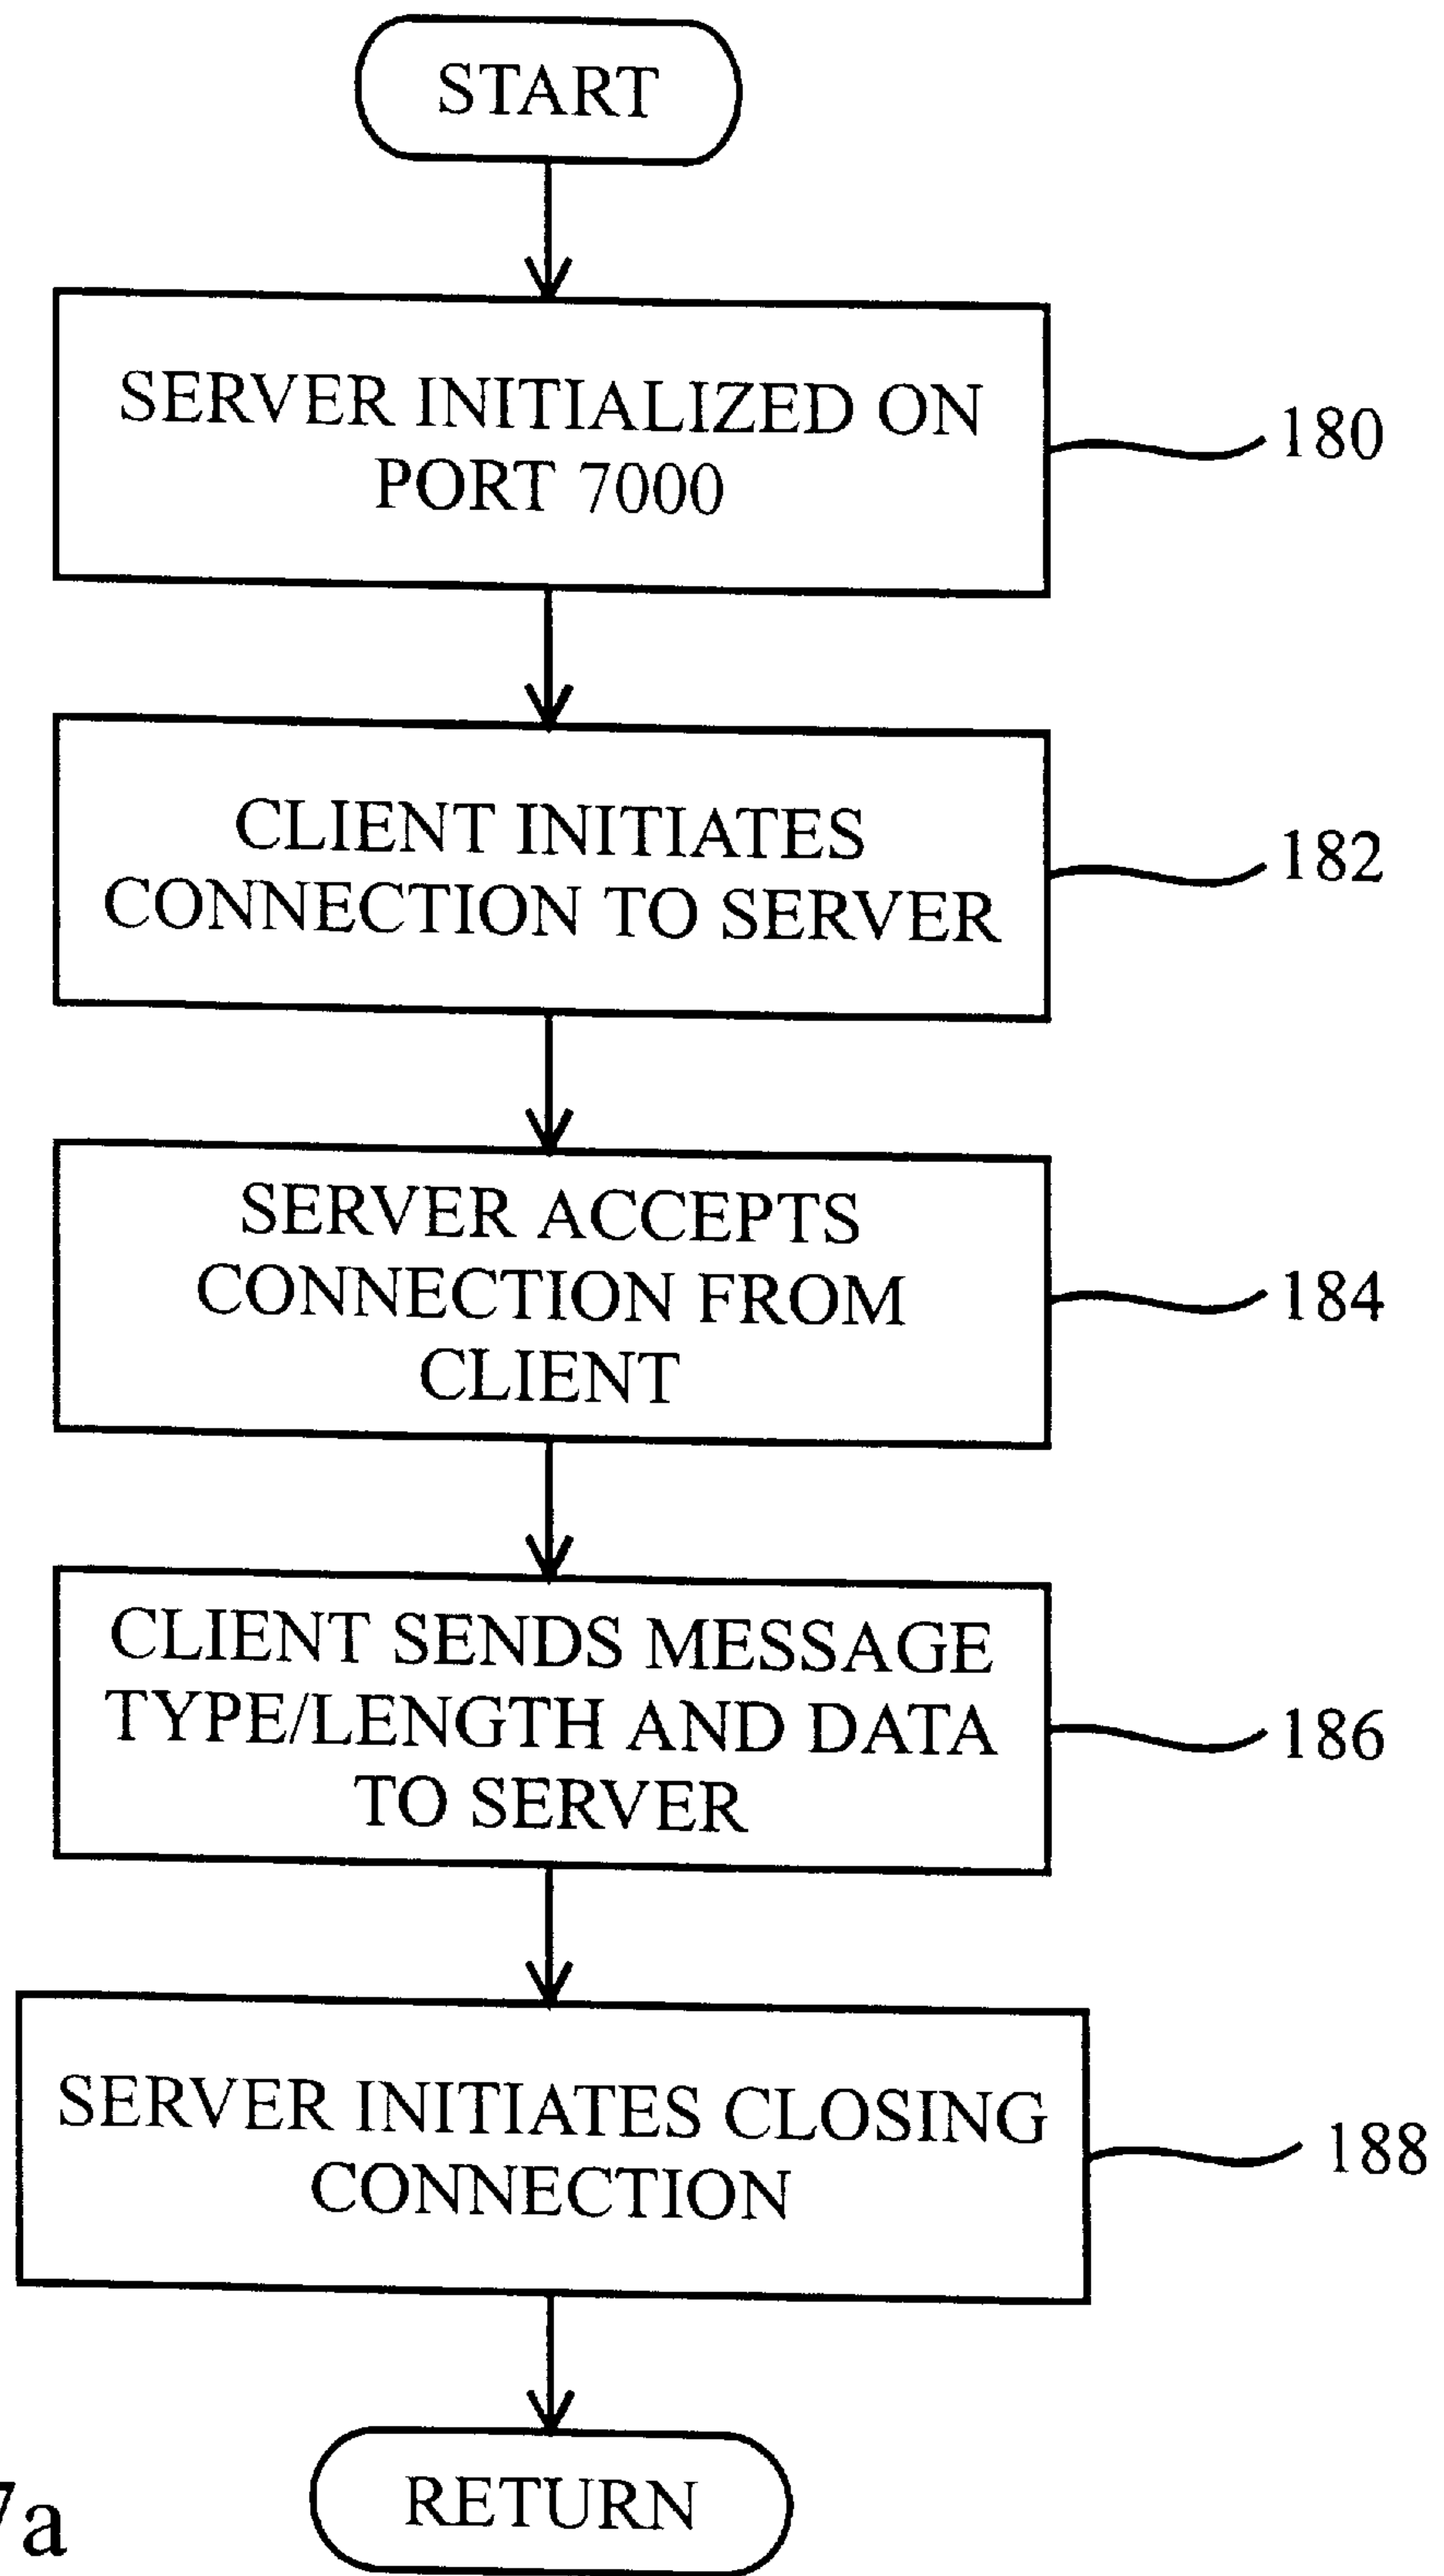 START
SERVER INITIALIZED ON
PORT 7000
180
CLIENT INITIATES
CONNECTION TO SERVER
182
SERVER ACCEPTS
CONNECTION FROM
CLIENT
184
CLIENT SENDS MESSAGE
TYPE/LENGTH AND DATA
TO SERVER
186
SERVER INITIATES CLOSING
CONNECTION
188
RETURN
7a